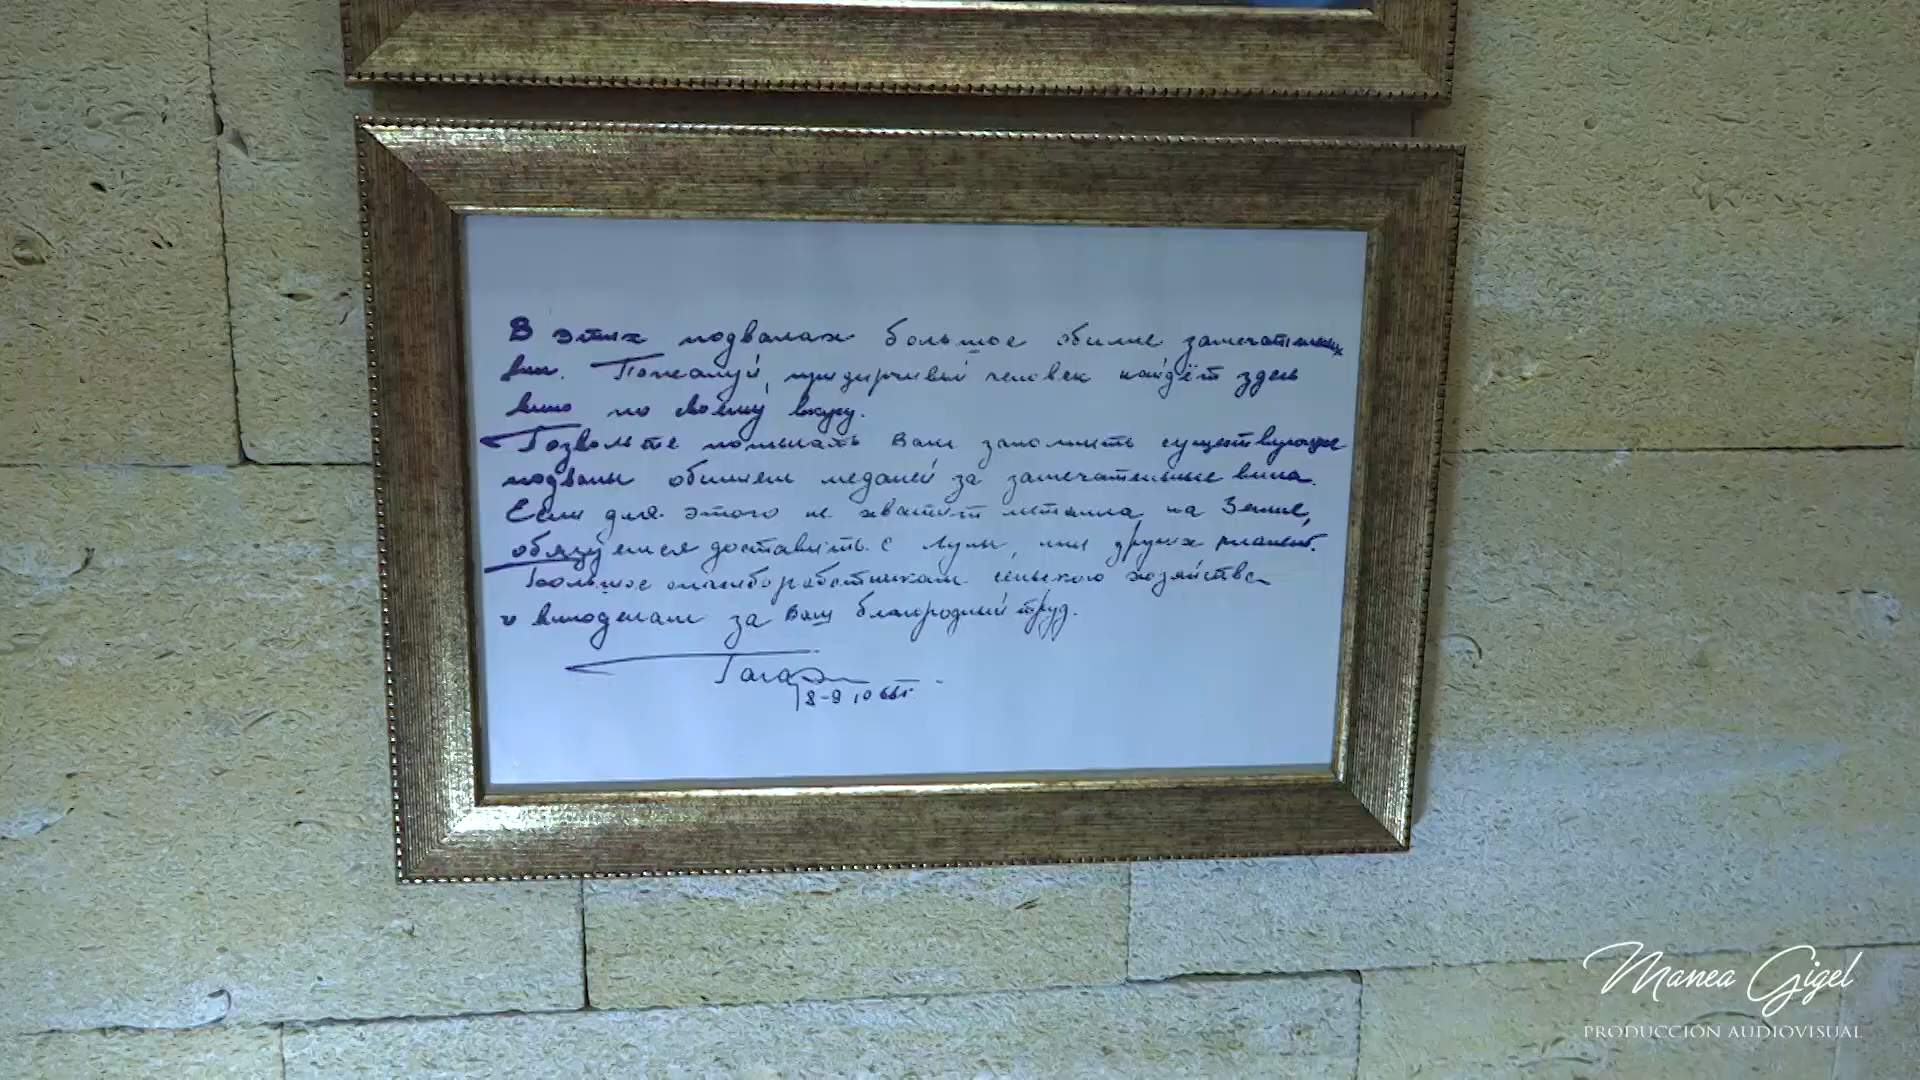 В этих подвалах большое обилие замечательных
вин. Пожалуй, придирчивый человек найдёт здесь
вино по своему вкусу.
Позвольте пожелать Вам заполнить существующие
подвалы обилием медалей за замечательные вина.
Если для этого не хватит металла на Земле,
обязуемся доставить с Луны, или других планет.
Большое спасибо работникам сельского хозяйства
и виноделам за Ваш благородный труд.
Гагарин
8-9 10 66г.
Manea Gigel
PRODUCCIÓN AUDIOVISUAL